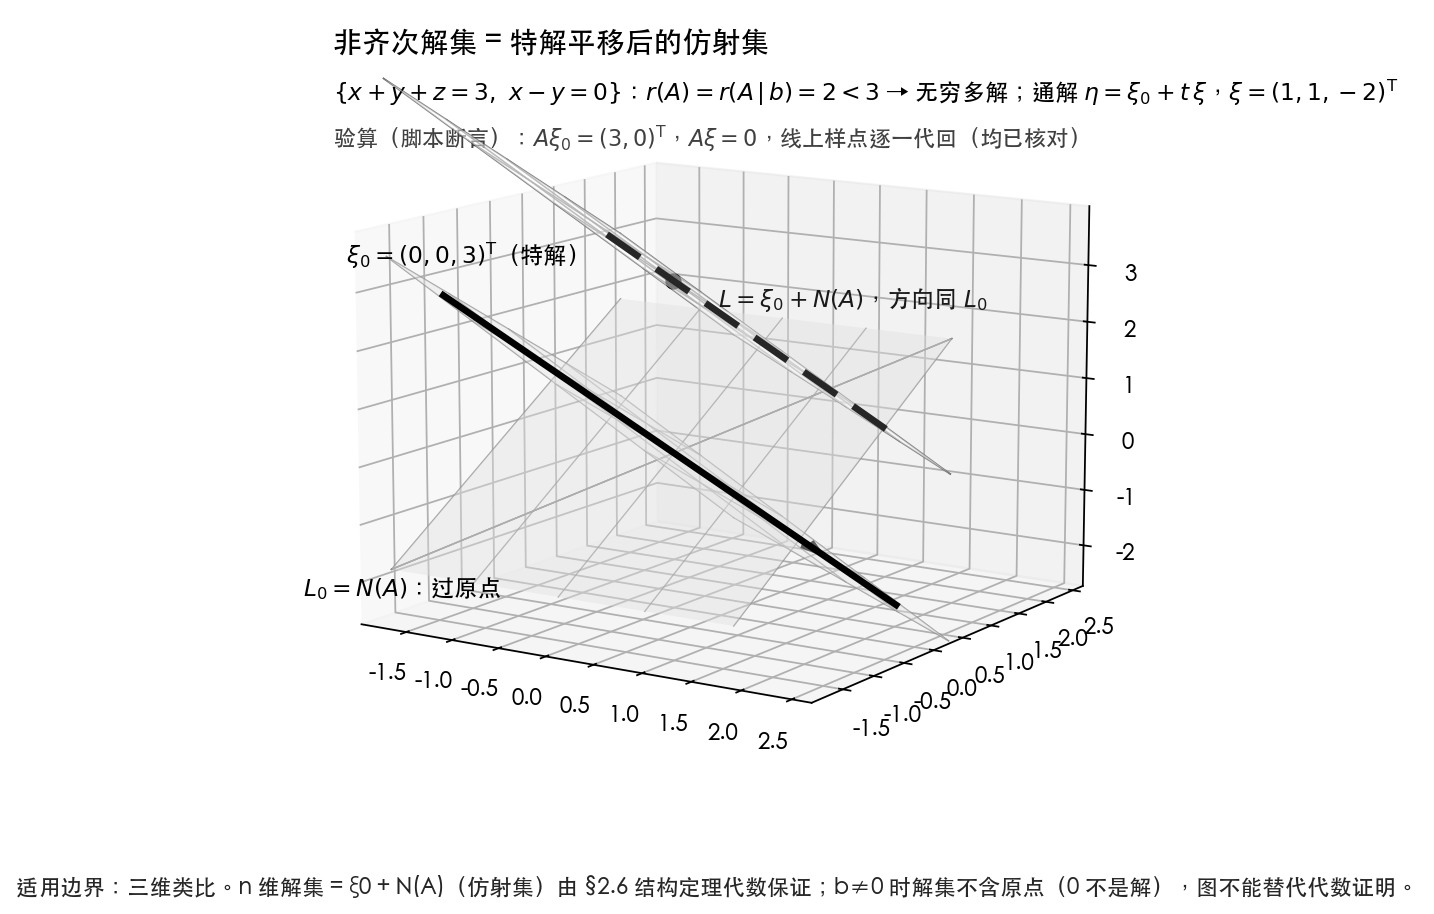 非齐次解集 = 特解平移后的仿射集
{x + y + z = 3, x − y = 0}：r(A) = r(A | b) = 2 < 3 → 无穷多解；通解 η = ξ₀ + t ξ，ξ = (1, 1, −2)ᵀ
验算（脚本断言）：Aξ₀ = (3, 0)ᵀ，Aξ = 0，线上样点逐一代回（均已核对）
ξ₀ = (0, 0, 3)ᵀ（特解）
L = ξ₀ + N(A)，方向同 L₀
L₀ = N(A)：过原点
3
2
1
0
-1
-2
-1.5 -1.0 -0.5 0.0 0.5 1.0 1.5 2.0 2.5
-1.5 -1.0 -0.5 0.0 0.5 1.0 1.5 2.0 2.5
适用边界：三维类比。n 维解集 = ξ0 + N(A)（仿射集）由 §2.6 结构定理代数保证；b≠0 时解集不含原点（0 不是解），图不能替代代数证明。